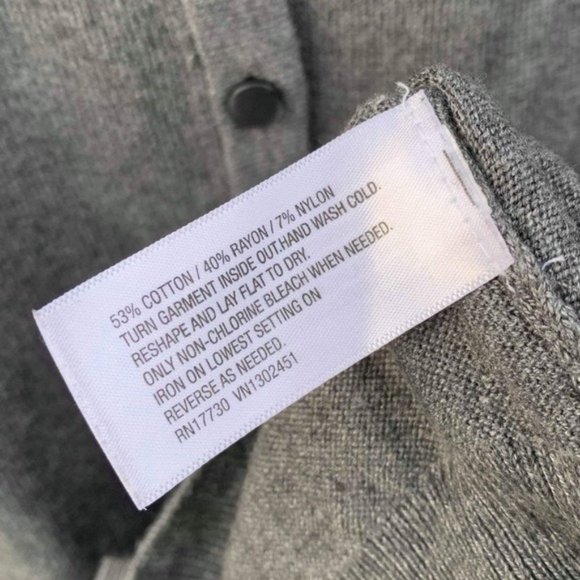 53% COTTON / 40% RAYON / 7% NYLON
TURN GARMENT INSIDE OUT.HAND WASH COLD.
RESHAPE AND LAY FLAT TO DRY.
ONLY NON-CHLORINE BLEACH WHEN NEEDED.
IRON ON LOWEST SETTING ON
REVERSE AS NEEDED.
RN17730 VN1302451